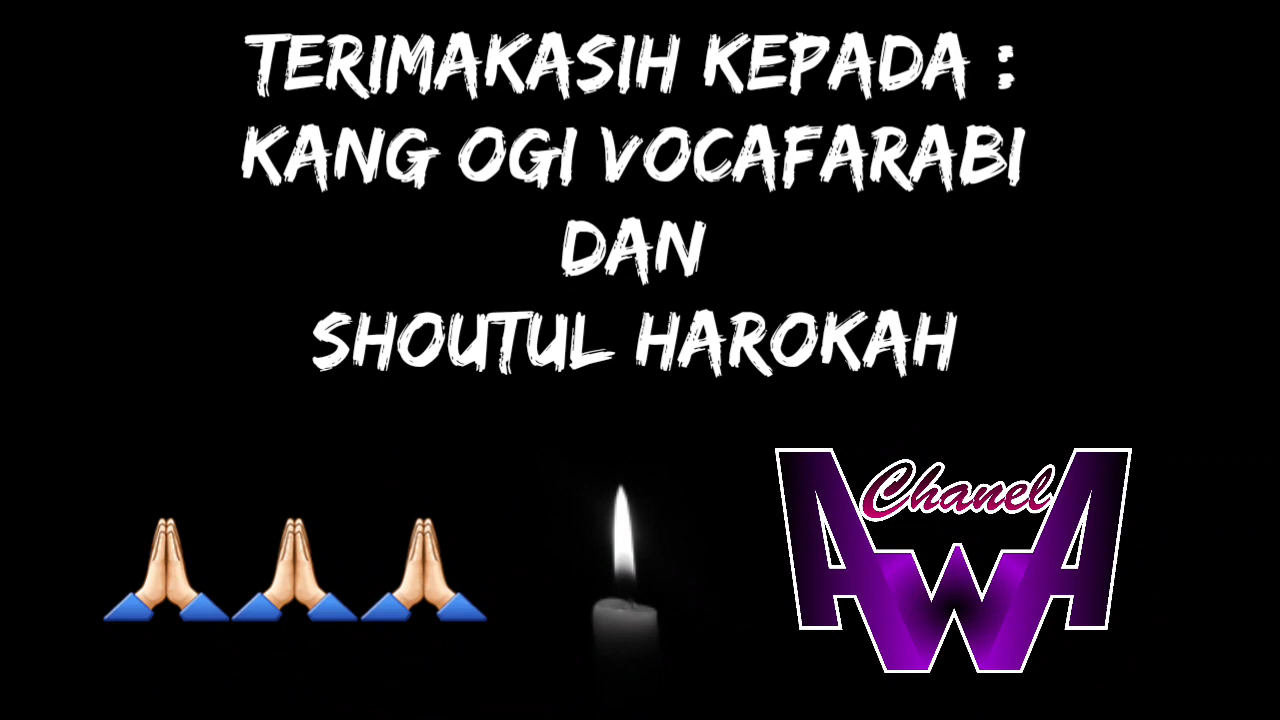 TERIMAKASIH KEPADA :
KANG OGI VOCAFARABI
DAN
SHOUTUL HAROKAH
Chanel
AWA